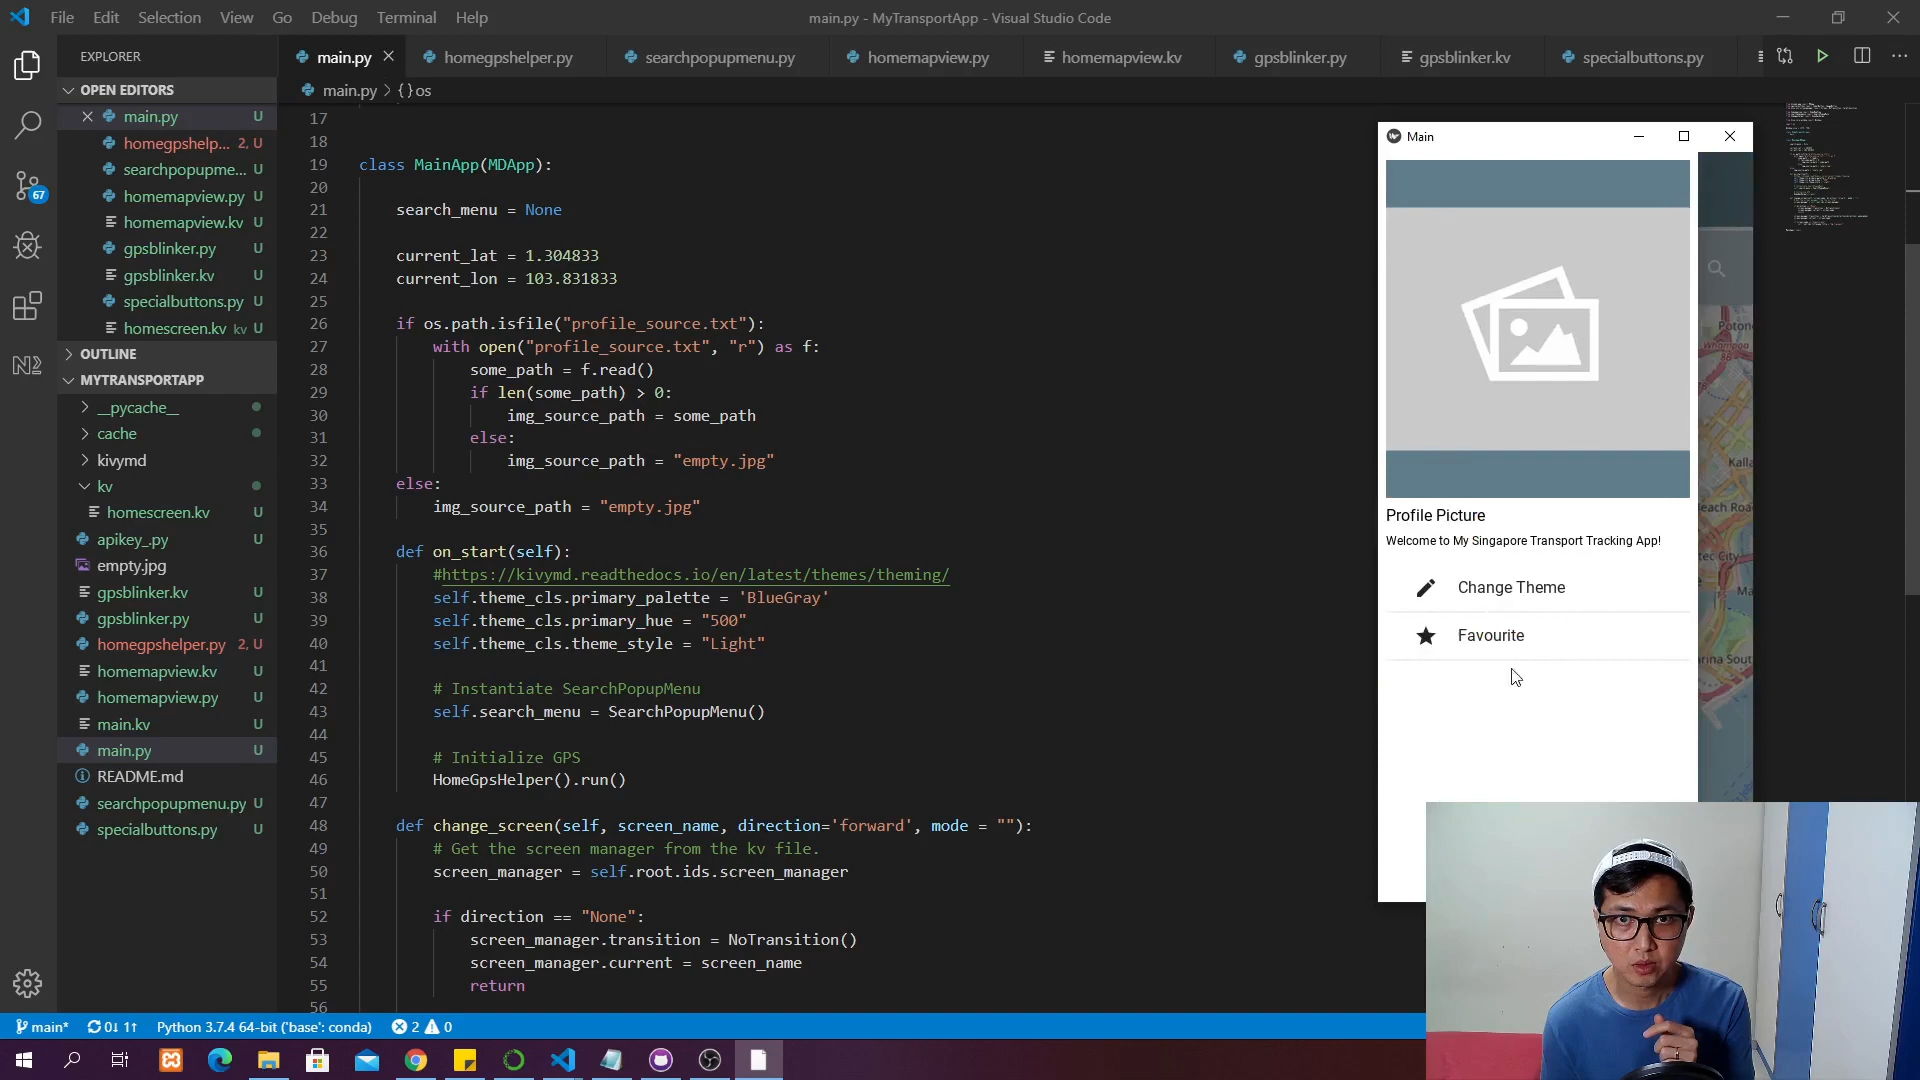 File Edit Selection View Go Debug Terminal Help
main.py - MyTransportApp - Visual Studio Code
EXPLORER
main.py
homegpshelper.py
searchpopupmenu.py
homemapview.py
homemapview.kv
gpsblinker.py
gpsblinker.kv
specialbuttons.py
OPEN EDITORS
main.py U
homegpshelp... 2, U
searchpopupme... U
homemapview.py U
homemapview.kv U
gpsblinker.py U
gpsblinker.kv U
specialbuttons.py U
homescreen.kv kv U
67
OUTLINE
MYTRANSPORTAPP
__pycache__
cache
kivymd
kv
homescreen.kv U
apikey_.py U
empty.jpg
gpsblinker.kv U
gpsblinker.py U
homegpshelper.py 2, U
homemapview.kv U
homemapview.py U
main.kv U
main.py U
README.md
searchpopupmenu.py U
specialbuttons.py U
main.py > {} os
17
18
19 class MainApp(MDApp):
20
21 search_menu = None
22
23 current_lat = 1.304833
24 current_lon = 103.831833
25
26 if os.path.isfile("profile_source.txt"):
27 with open("profile_source.txt", "r") as f:
28 some_path = f.read()
29 if len(some_path) > 0:
30 img_source_path = some_path
31 else:
32 img_source_path = "empty.jpg"
33 else:
34 img_source_path = "empty.jpg"
35
36 def on_start(self):
37 #https://kivymd.readthedocs.io/en/latest/themes/theming/
38 self.theme_cls.primary_palette = 'BlueGray'
39 self.theme_cls.primary_hue = "500"
40 self.theme_cls.theme_style = "Light"
41
42 # Instantiate SearchPopupMenu
43 self.search_menu = SearchPopupMenu()
44
45 # Initialize GPS
46 HomeGpsHelper().run()
47
48 def change_screen(self, screen_name, direction='forward', mode = ""):
49 # Get the screen manager from the kv file.
50 screen_manager = self.root.ids.screen_manager
51
52 if direction == "None":
53 screen_manager.transition = NoTransition()
54 screen_manager.current = screen_name
55 return
56
Main
Profile Picture
Welcome to My Singapore Transport Tracking App!
Change Theme
Favourite
main* 0↓ 1↑ Python 3.7.4 64-bit ('base': conda) 2 0